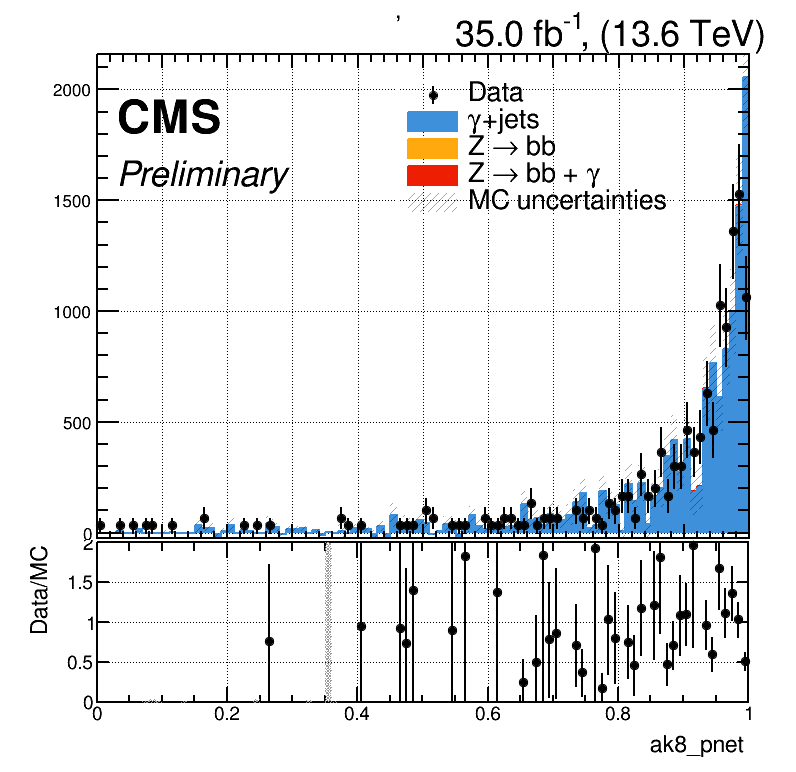 ,
35.0 fb-1, (13.6 TeV)
CMS
Preliminary
Data
γ+jets
Z → bb
Z → bb + γ
MC uncertainties
2000
1500
1000
500
0
Data/MC
2
1.5
1
0.5
0
0 0.2 0.4 0.6 0.8 1
ak8_pnet